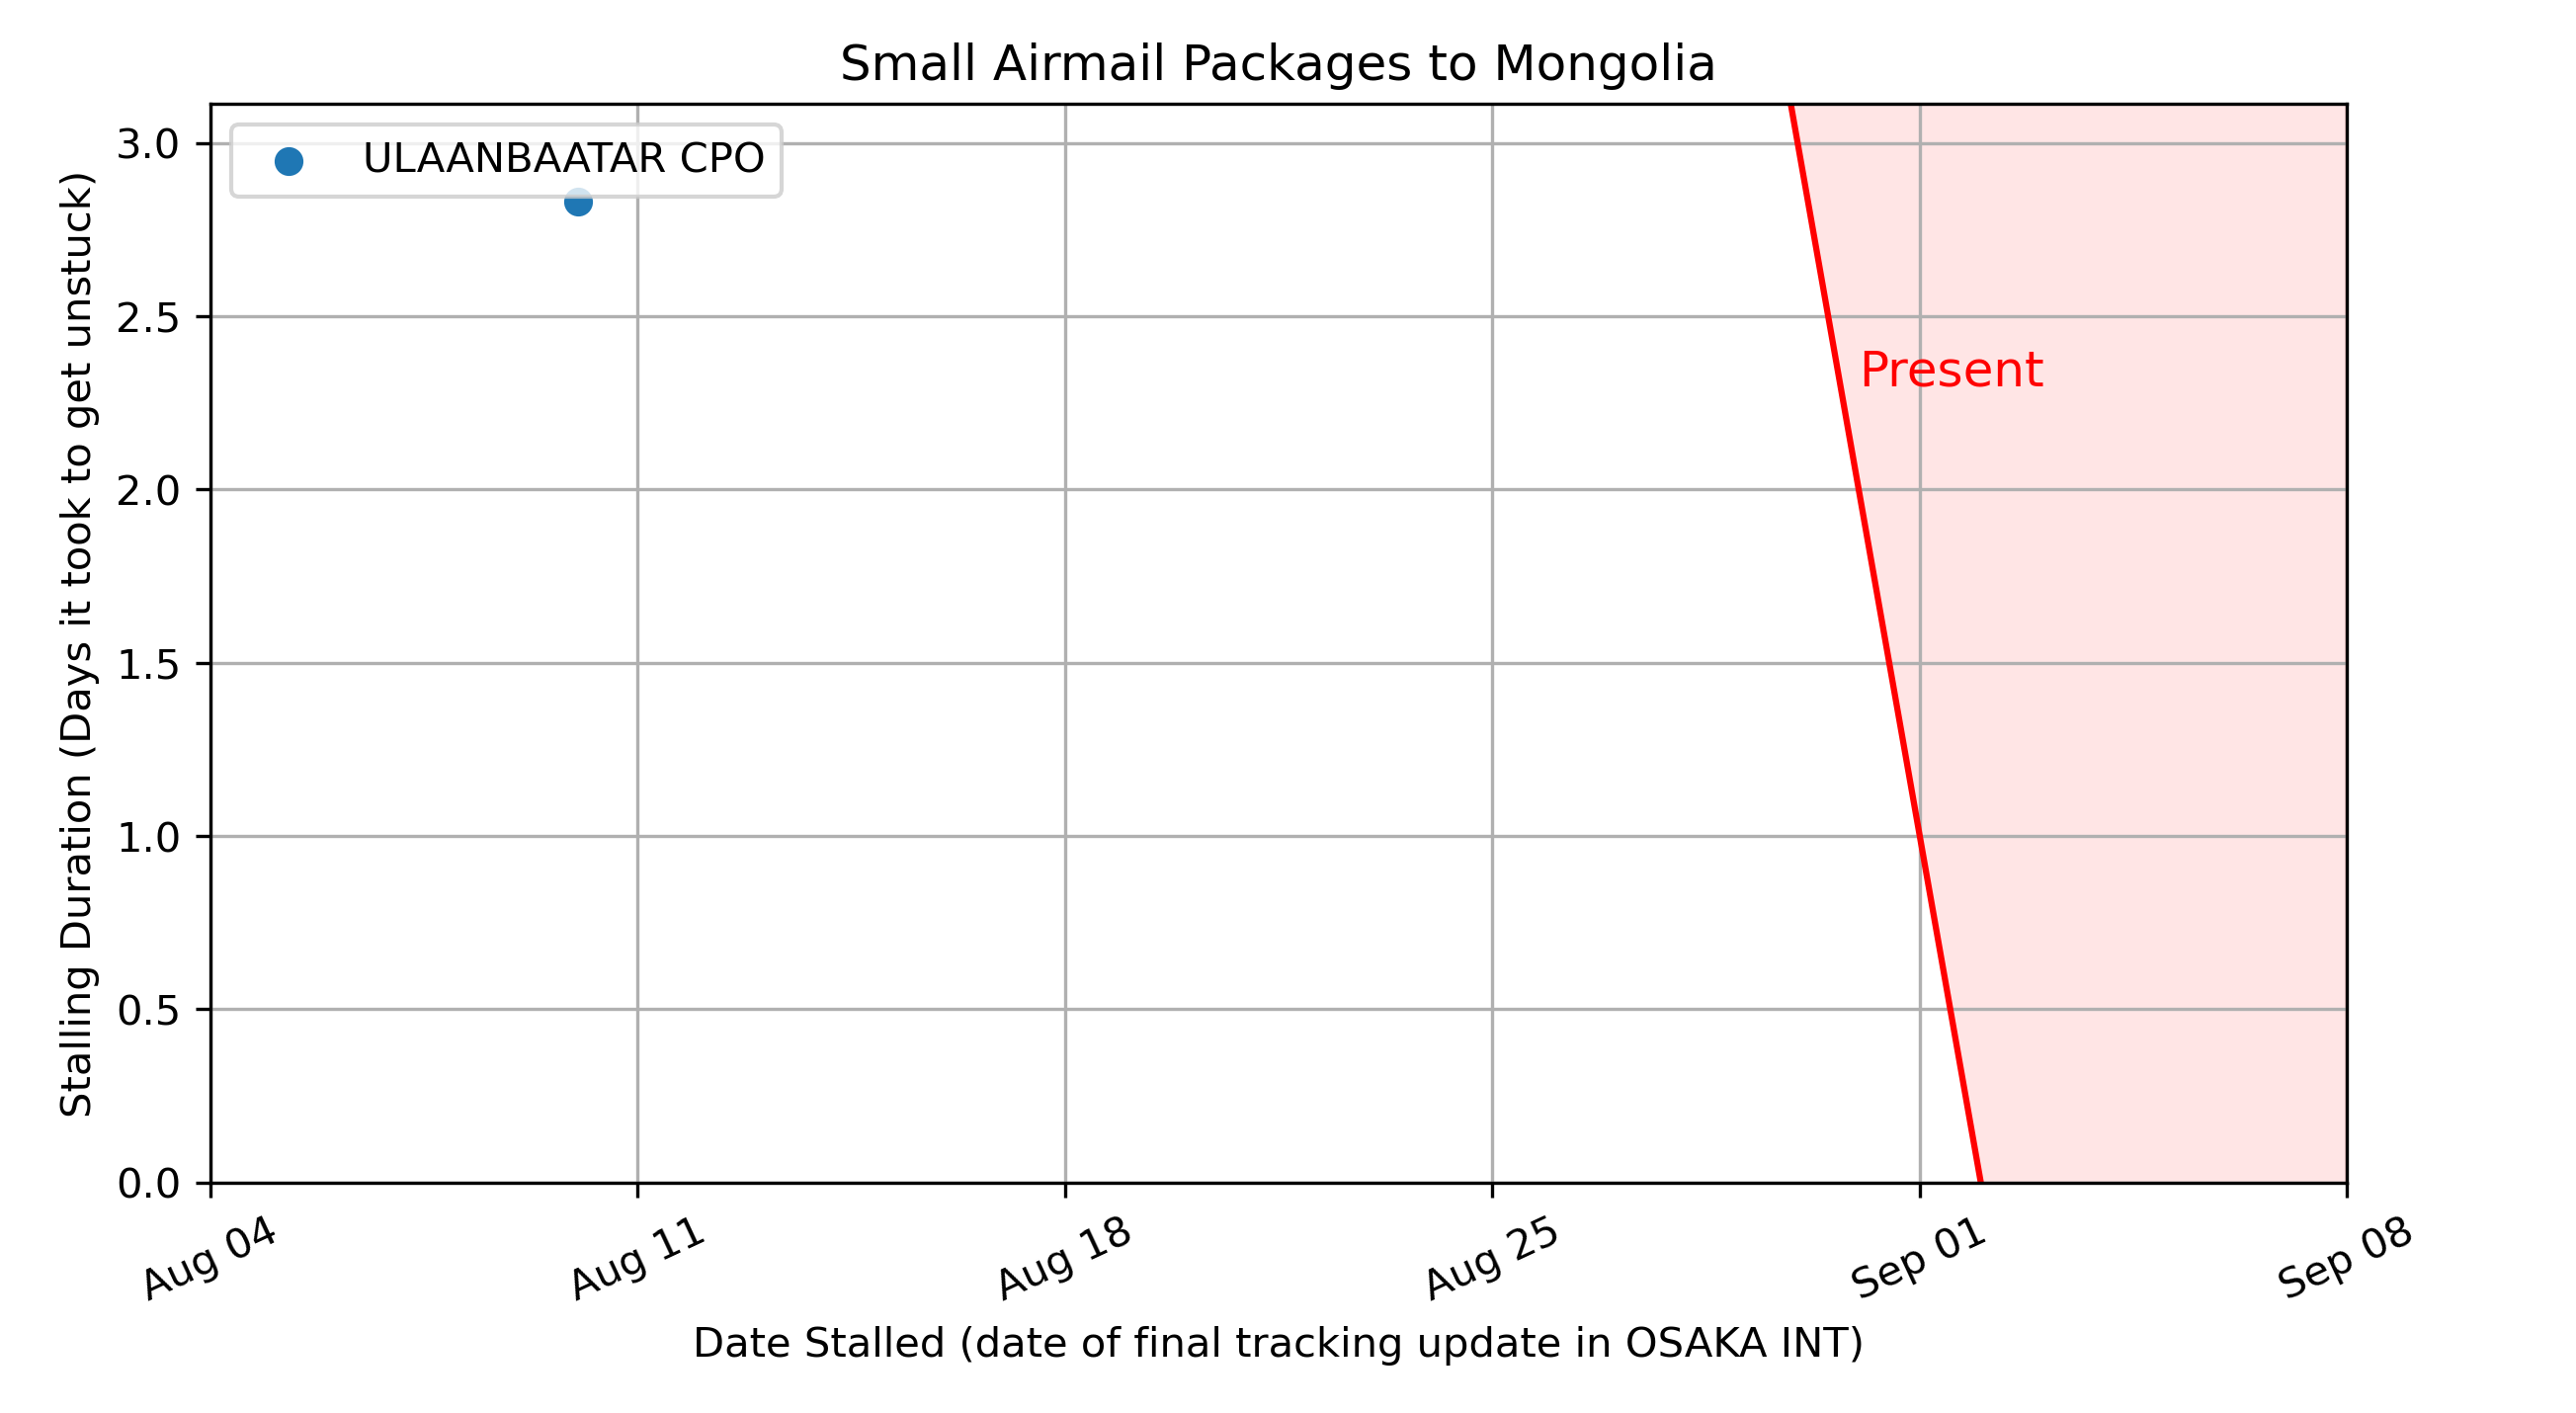 Small Airmail Packages to Mongolia
ULAANBAATAR CPO
Present
Stalling Duration (Days it took to get unstuck)
3.0
2.5
2.0
1.5
1.0
0.5
0.0
Aug 04
Aug 11
Aug 18
Aug 25
Sep 01
Sep 08
Date Stalled (date of final tracking update in OSAKA INT)